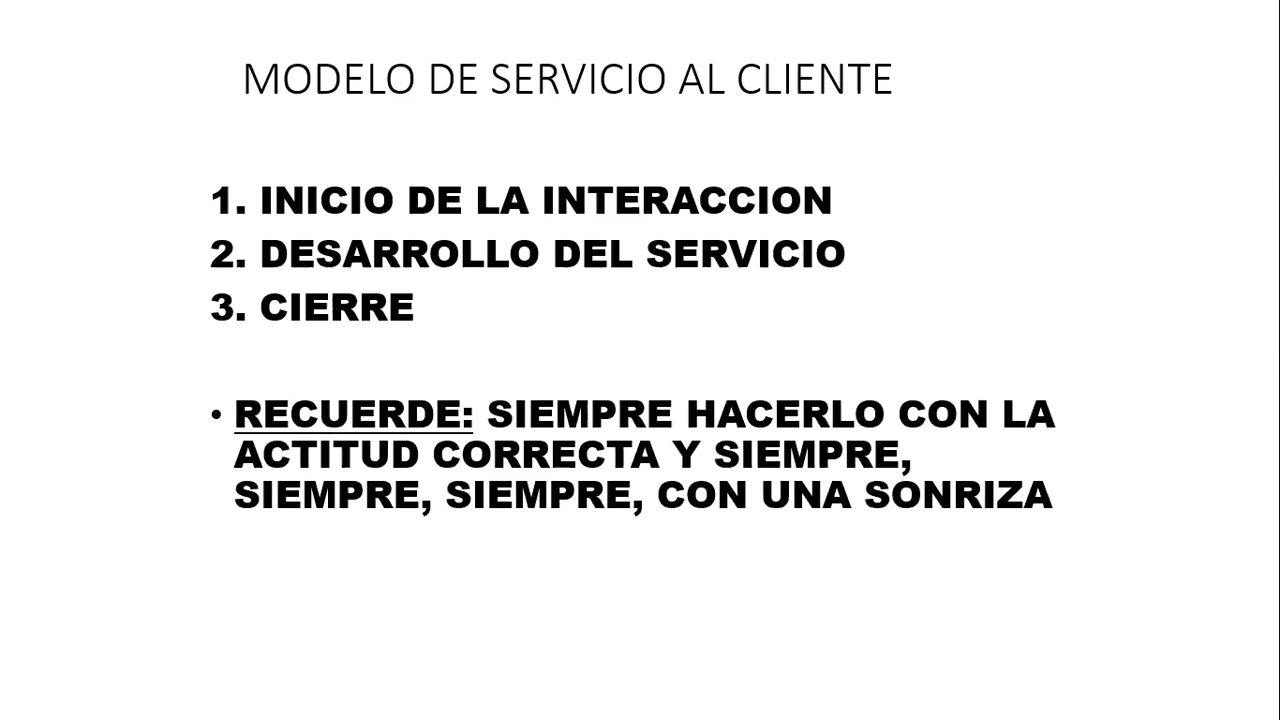 MODELO DE SERVICIO AL CLIENTE
1. INICIO DE LA INTERACCION
2. DESARROLLO DEL SERVICIO
3. CIERRE
• RECUERDE: SIEMPRE HACERLO CON LA
ACTITUD CORRECTA Y SIEMPRE,
SIEMPRE, SIEMPRE, CON UNA SONRIZA